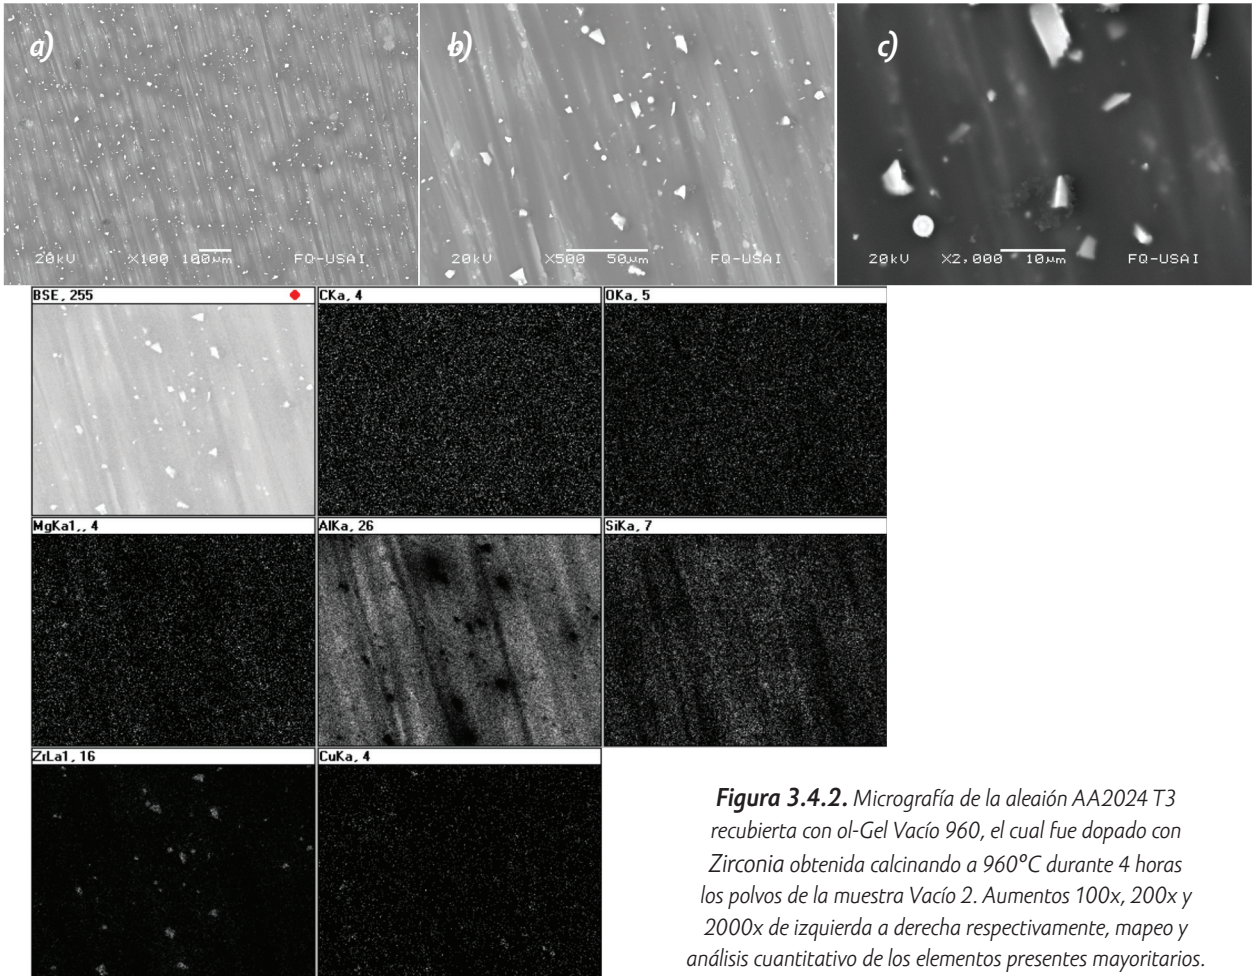 a)
20kV X100 100µm FQ-USAI
b)
20kV X500 50µm FQ-USAI
c)
20kV X2,000 10µm FQ-USAI
BSE, 255
CKa, 4
OKa, 5
MgKa1,, 4
AlKa, 26
SiKa, 7
ZrLa1, 16
CuKa, 4
Figura 3.4.2. Micrografía de la aleaión AA2024 T3
recubierta con ol-Gel Vacío 960, el cual fue dopado con
Zirconia obtenida calcinando a 960ºC durante 4 horas
los polvos de la muestra Vacío 2. Aumentos 100x, 200x y
2000x de izquierda a derecha respectivamente, mapeo y
análisis cuantitativo de los elementos presentes mayoritarios.